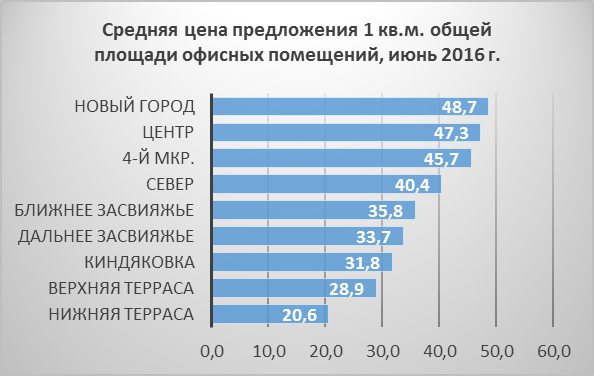 Средняя цена предложения 1 кв.м. общей
площади офисных помещений, июнь 2016 г.
НОВЫЙ ГОРОД 48,7
ЦЕНТР 47,3
4-Й МКР. 45,7
СЕВЕР 40,4
БЛИЖНЕЕ ЗАСВИЯЖЬЕ 35,8
ДАЛЬНЕЕ ЗАСВИЯЖЬЕ 33,7
КИНДЯКОВКА 31,8
ВЕРХНЯЯ ТЕРРАСА 28,9
НИЖНЯЯ ТЕРРАСА 20,6
0,0 10,0 20,0 30,0 40,0 50,0 60,0